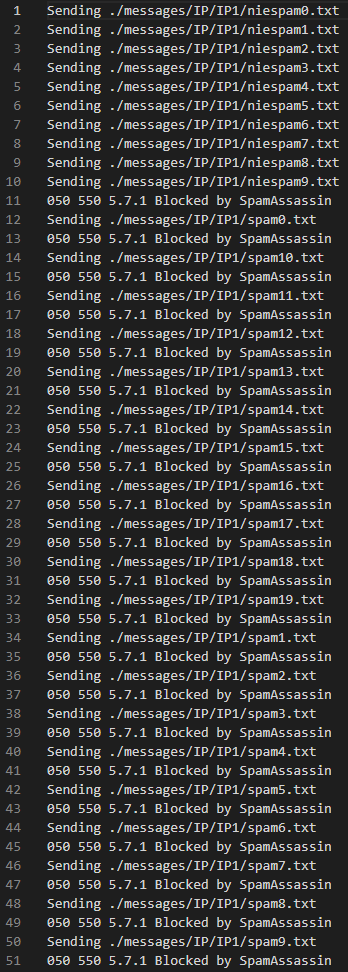 1 Sending ./messages/IP/IP1/niespam0.txt
2 Sending ./messages/IP/IP1/niespam1.txt
3 Sending ./messages/IP/IP1/niespam2.txt
4 Sending ./messages/IP/IP1/niespam3.txt
5 Sending ./messages/IP/IP1/niespam4.txt
6 Sending ./messages/IP/IP1/niespam5.txt
7 Sending ./messages/IP/IP1/niespam6.txt
8 Sending ./messages/IP/IP1/niespam7.txt
9 Sending ./messages/IP/IP1/niespam8.txt
10 Sending ./messages/IP/IP1/niespam9.txt
11 050 550 5.7.1 Blocked by SpamAssassin
12 Sending ./messages/IP/IP1/spam0.txt
13 050 550 5.7.1 Blocked by SpamAssassin
14 Sending ./messages/IP/IP1/spam10.txt
15 050 550 5.7.1 Blocked by SpamAssassin
16 Sending ./messages/IP/IP1/spam11.txt
17 050 550 5.7.1 Blocked by SpamAssassin
18 Sending ./messages/IP/IP1/spam12.txt
19 050 550 5.7.1 Blocked by SpamAssassin
20 Sending ./messages/IP/IP1/spam13.txt
21 050 550 5.7.1 Blocked by SpamAssassin
22 Sending ./messages/IP/IP1/spam14.txt
23 050 550 5.7.1 Blocked by SpamAssassin
24 Sending ./messages/IP/IP1/spam15.txt
25 050 550 5.7.1 Blocked by SpamAssassin
26 Sending ./messages/IP/IP1/spam16.txt
27 050 550 5.7.1 Blocked by SpamAssassin
28 Sending ./messages/IP/IP1/spam17.txt
29 050 550 5.7.1 Blocked by SpamAssassin
30 Sending ./messages/IP/IP1/spam18.txt
31 050 550 5.7.1 Blocked by SpamAssassin
32 Sending ./messages/IP/IP1/spam19.txt
33 050 550 5.7.1 Blocked by SpamAssassin
34 Sending ./messages/IP/IP1/spam1.txt
35 050 550 5.7.1 Blocked by SpamAssassin
36 Sending ./messages/IP/IP1/spam2.txt
37 050 550 5.7.1 Blocked by SpamAssassin
38 Sending ./messages/IP/IP1/spam3.txt
39 050 550 5.7.1 Blocked by SpamAssassin
40 Sending ./messages/IP/IP1/spam4.txt
41 050 550 5.7.1 Blocked by SpamAssassin
42 Sending ./messages/IP/IP1/spam5.txt
43 050 550 5.7.1 Blocked by SpamAssassin
44 Sending ./messages/IP/IP1/spam6.txt
45 050 550 5.7.1 Blocked by SpamAssassin
46 Sending ./messages/IP/IP1/spam7.txt
47 050 550 5.7.1 Blocked by SpamAssassin
48 Sending ./messages/IP/IP1/spam8.txt
49 050 550 5.7.1 Blocked by SpamAssassin
50 Sending ./messages/IP/IP1/spam9.txt
51 050 550 5.7.1 Blocked by SpamAssassin